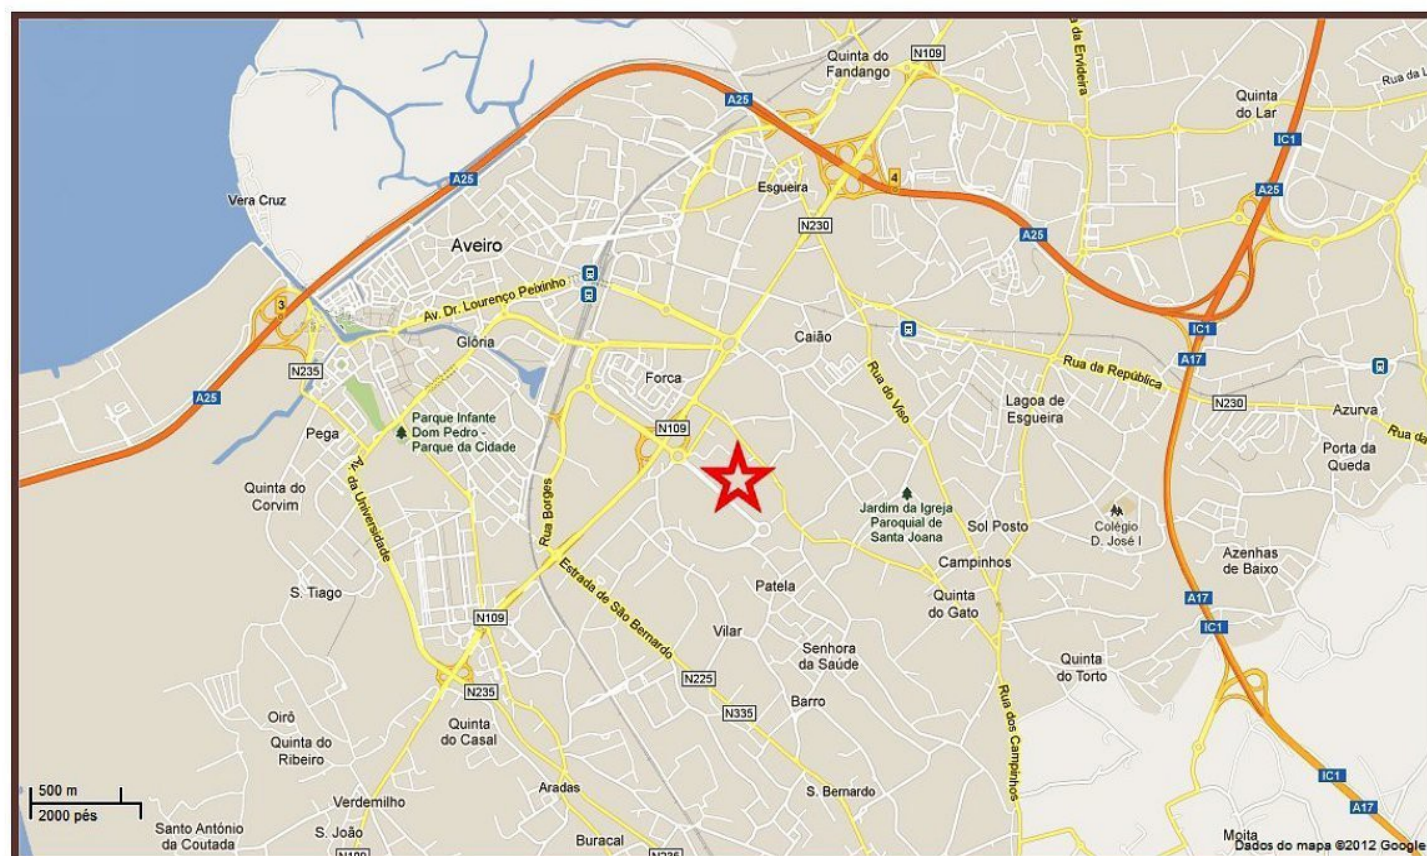 N109
Quinta do
Fandango
a da Ervideira
Rua da L
Quinta
do Lar
A25
A25
IC1
Esgueira
4
A25
Vera Cruz
A25
N230
A25
Aveiro
3
Av. Dr. Lourenço Peixinho
Glória
Caião
IC1
A17
Rua da República
N235
Forca
Rua do Viso
N230
A25
Lagoa de
Esgueira
Azurva
Rua da
Parque Infante
Dom Pedro -
Parque da Cidade
Pega
N109
Porta da
Queda
Av. da Universidade
Quinta do
Corvim
Rua Borges
Jardim da Igreja
Paroquial de
Santa Joana
Sol Posto
Colégio
D. José I
Azenhas
de Baixo
Campinhos
S. Tiago
Estrada de São Bernardo
Patela
Quinta
do Gato
A17
IC1
N109
Vilar
Senhora
da Saúde
Quinta
do Torto
N235
N225
Barro
N335
Rua dos Campinhos
Oirô
Quinta do
Ribeiro
Quinta
do Casal
IC1
Aradas
S. Bernardo
A17
500 m
2000 pés
Verdemilho
Santo António
da Coutada
S. João
Buracal
N109
N235
Moita
Dados do mapa ©2012 Google